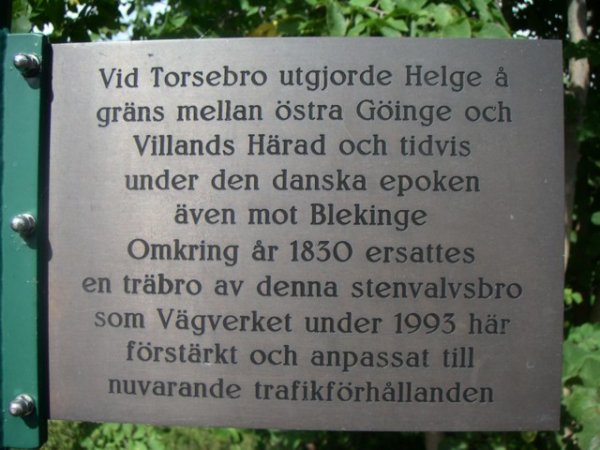 Vid Torsebro utgjorde Helge å
gräns mellan östra Göinge och
Villands Härad och tidvis
under den danska epoken
även mot Blekinge
Omkring år 1830 ersattes
en träbro av denna stenvalvsbro
som Vägverket under 1993 här
förstärkt och anpassat till
nuvarande trafikförhållanden